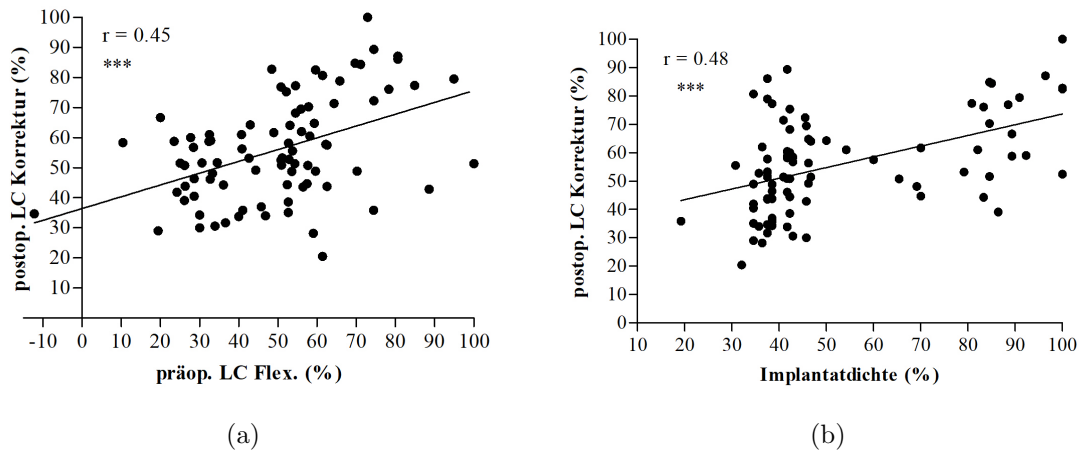 r = 0.45
***
postop. LC Korrektur (%)
100
90
80
70
60
50
40
30
20
10
-10 0 10 20 30 40 50 60 70 80 90 100
präop. LC Flex. (%)
(a)
r = 0.48
***
postop. LC Korrektur (%)
100
90
80
70
60
50
40
30
20
10
0
10 20 30 40 50 60 70 80 90 100
Implantatdichte (%)
(b)